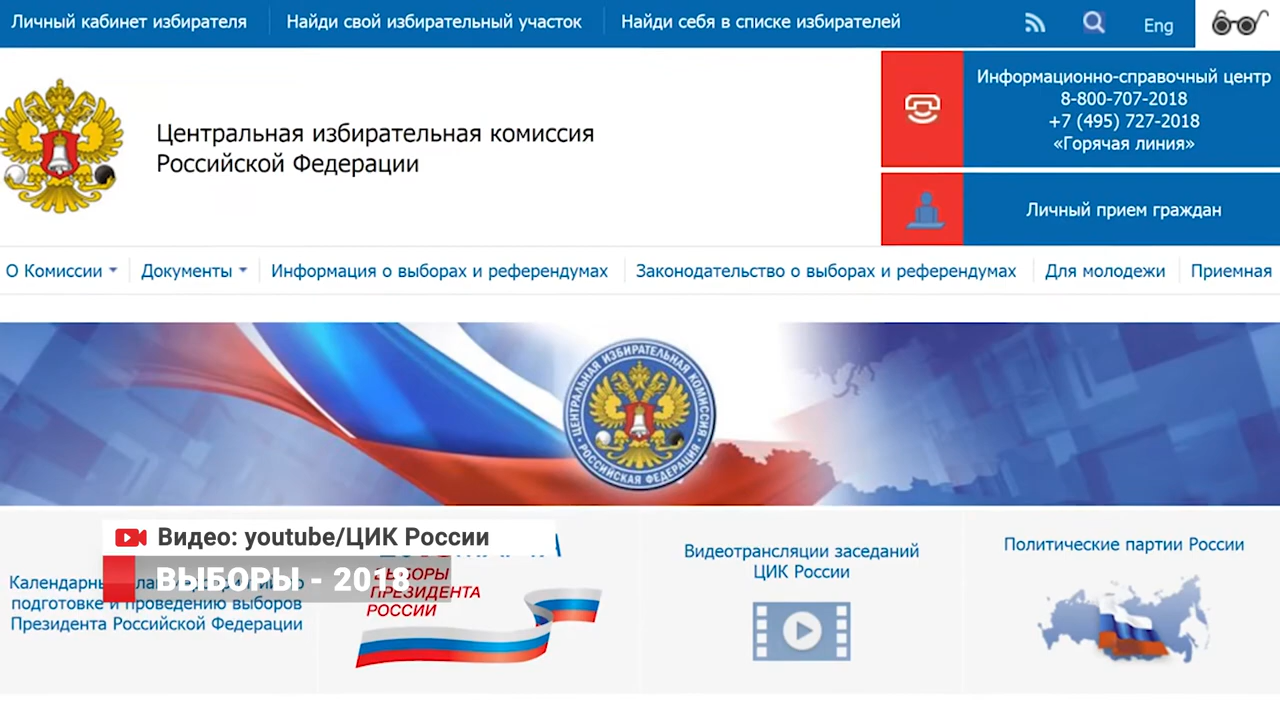 Личный кабинет избирателя
Найди свой избирательный участок
Найди себя в списке избирателей
Eng
Центральная избирательная комиссия
Российской Федерации
Информационно-справочный центр
8-800-707-2018
+7 (495) 727-2018
«Горячая линия»
Личный прием граждан
О Комиссии
Документы
Информация о выборах и референдумах
Законодательство о выборах и референдумах
Для молодежи
Приемная
ЦЕНТРАЛЬНАЯ ИЗБИРАТЕЛЬНАЯ КОМИССИЯ
РОССИЙСКАЯ ФЕДЕРАЦИЯ
Видео: youtube/ЦИК России
ВЫБОРЫ - 2018
подготовке и проведению выборов
Президента Российской Федерации
ВЫБОРЫ
ПРЕЗИДЕНТА
РОССИИ
Видеотрансляции заседаний
ЦИК России
Политические партии России